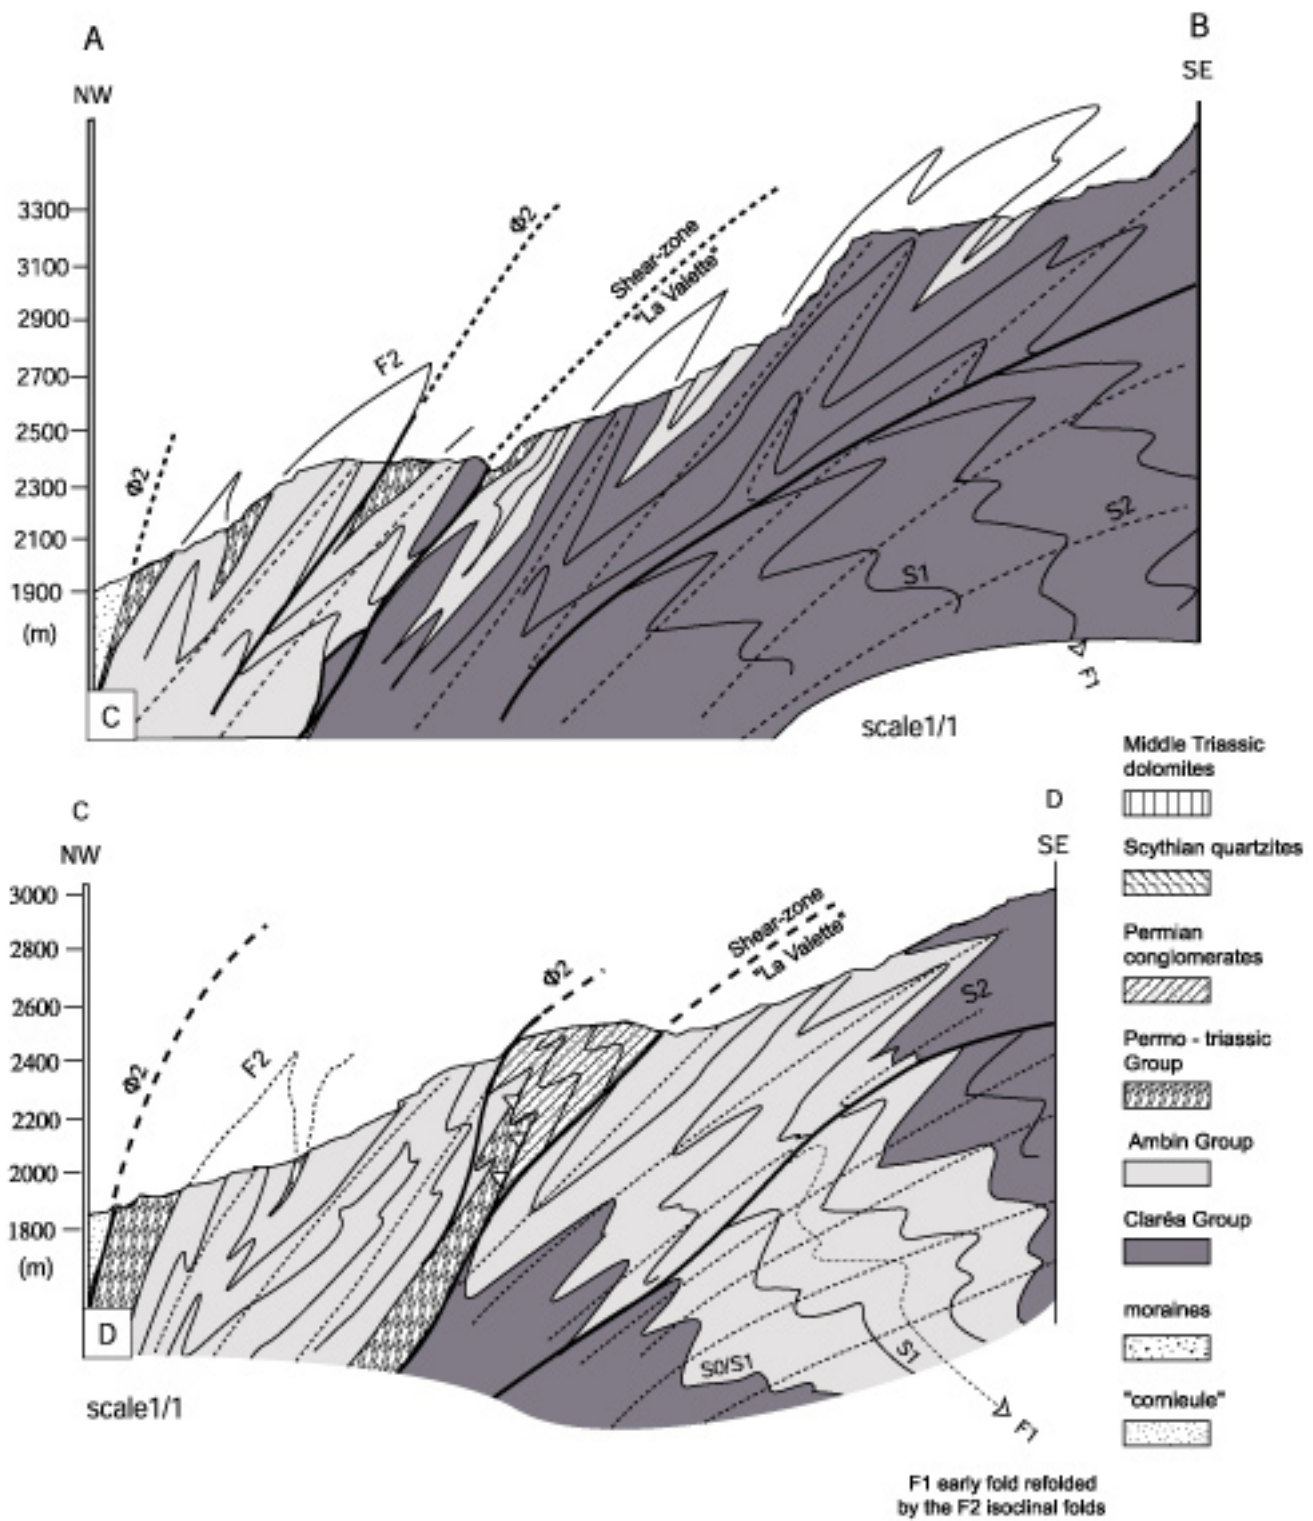 A
B
NW
SE
3300
3100
2900
2700
2500
2300
2100
1900
(m)
Φ2
F2
Φ2
Shear-zone
"La Valette"
S2
S1
F1
C
scale1/1
Middle Triassic
dolomites
Scythian quartzites
Permian
conglomerates
Permo - triassic
Group
Ambin Group
Claréa Group
moraines
"cornieule"
C
D
NW
SE
3000
2800
2600
2400
2200
2000
1800
(m)
Φ2
F2
Φ2
Shear-zone
"La Valette"
S2
S0/S1
S1
F1
D
scale1/1
F1 early fold refolded
by the F2 isoclinal folds